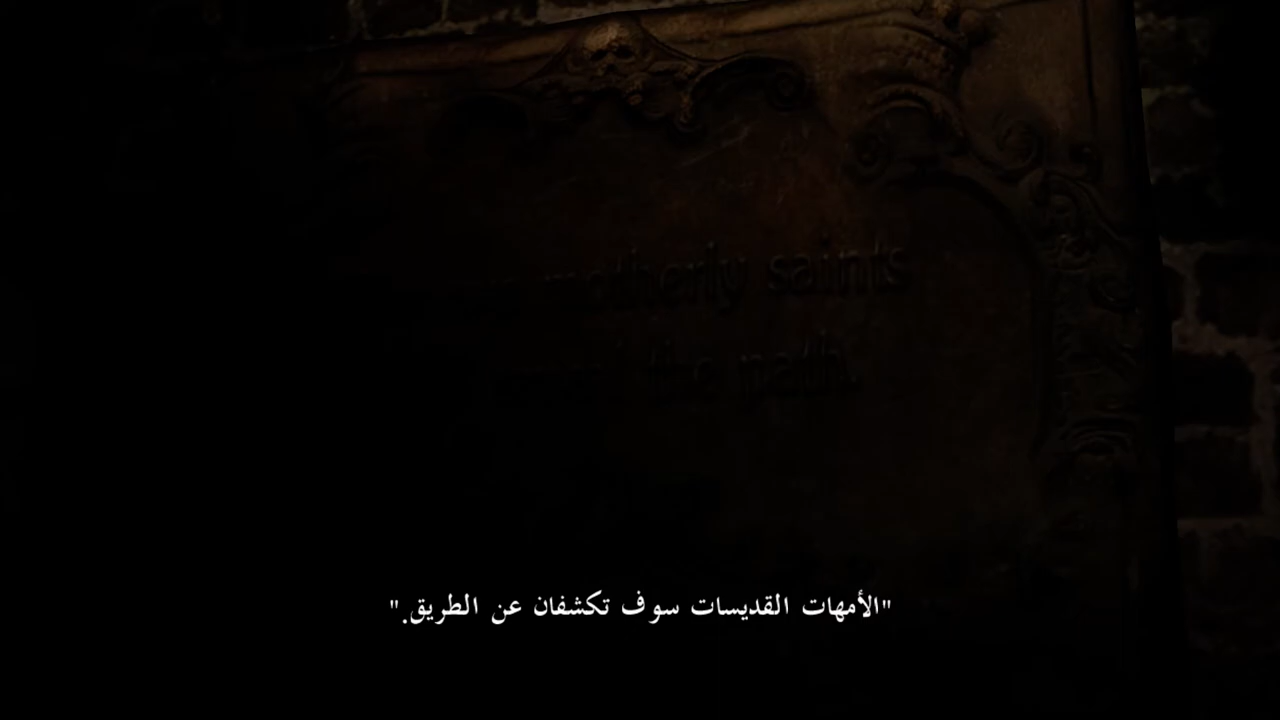 motherly saints
the path.
"الأمهات القديسات سوف تكشفان عن الطريق."